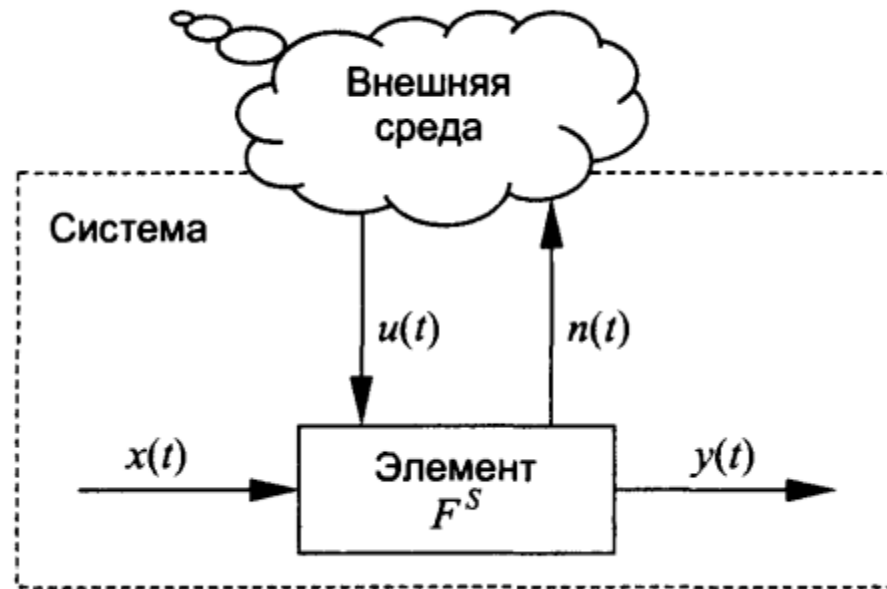 Внешняя
среда
Система
u(t)
n(t)
x(t)
Элемент
F^S
y(t)